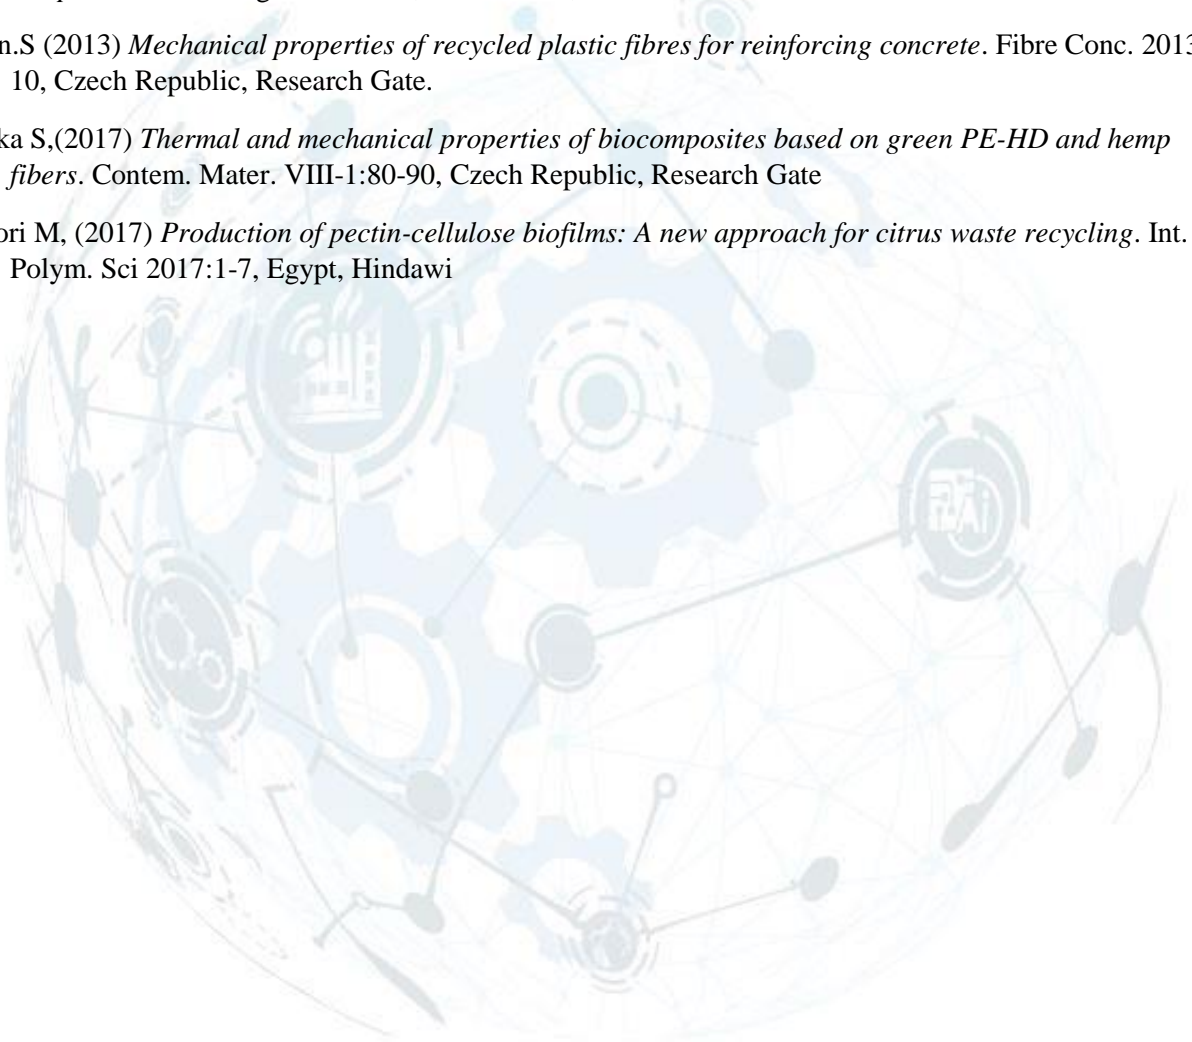 n.S (2013) Mechanical properties of recycled plastic fibres for reinforcing concrete. Fibre Conc. 2013
10, Czech Republic, Research Gate.
ka S,(2017) Thermal and mechanical properties of biocomposites based on green PE-HD and hemp
fibers. Contem. Mater. VIII-1:80-90, Czech Republic, Research Gate
ori M, (2017) Production of pectin-cellulose biofilms: A new approach for citrus waste recycling. Int.
Polym. Sci 2017:1-7, Egypt, Hindawi